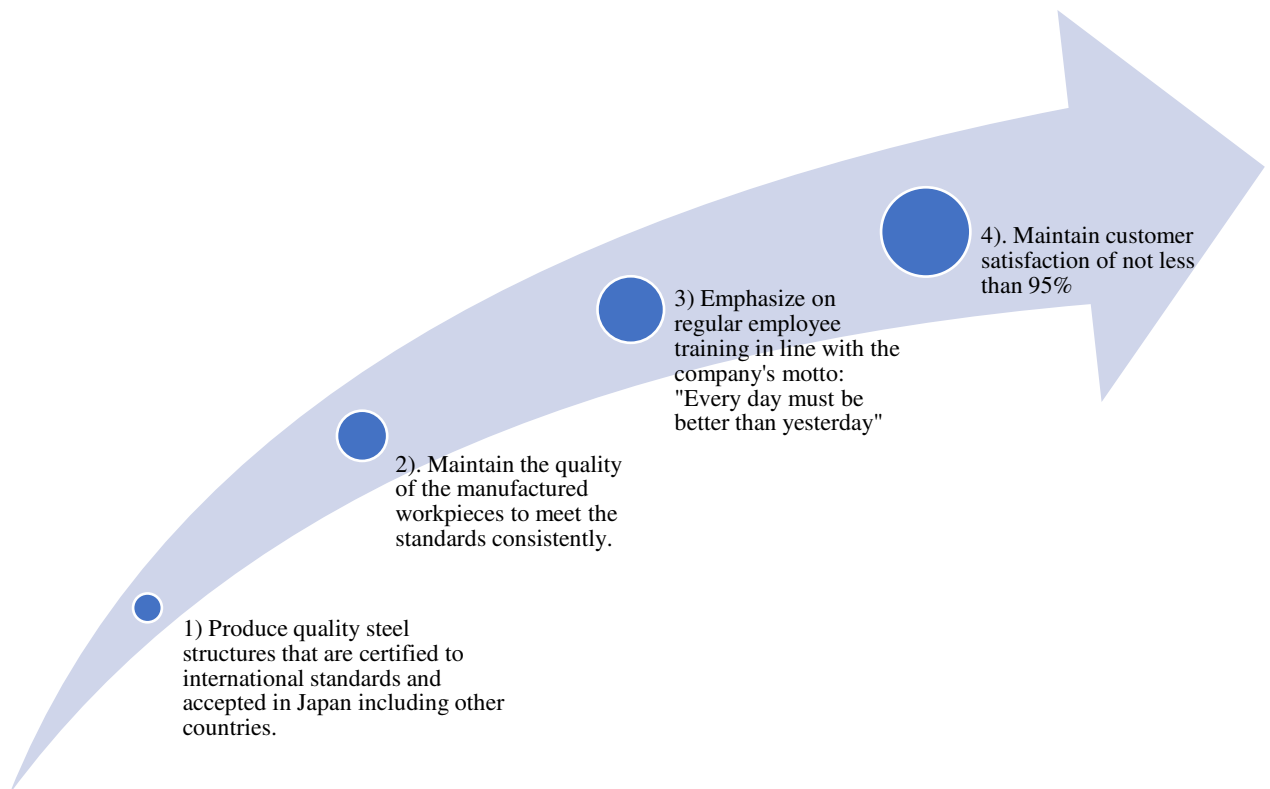 1) Produce quality steel
structures that are certified to
international standards and
accepted in Japan including other
countries.
2). Maintain the quality
of the manufactured
workpieces to meet the
standards consistently.
3) Emphasize on
regular employee
training in line with the
company's motto:
"Every day must be
better than yesterday"
4). Maintain customer
satisfaction of not less
than 95%